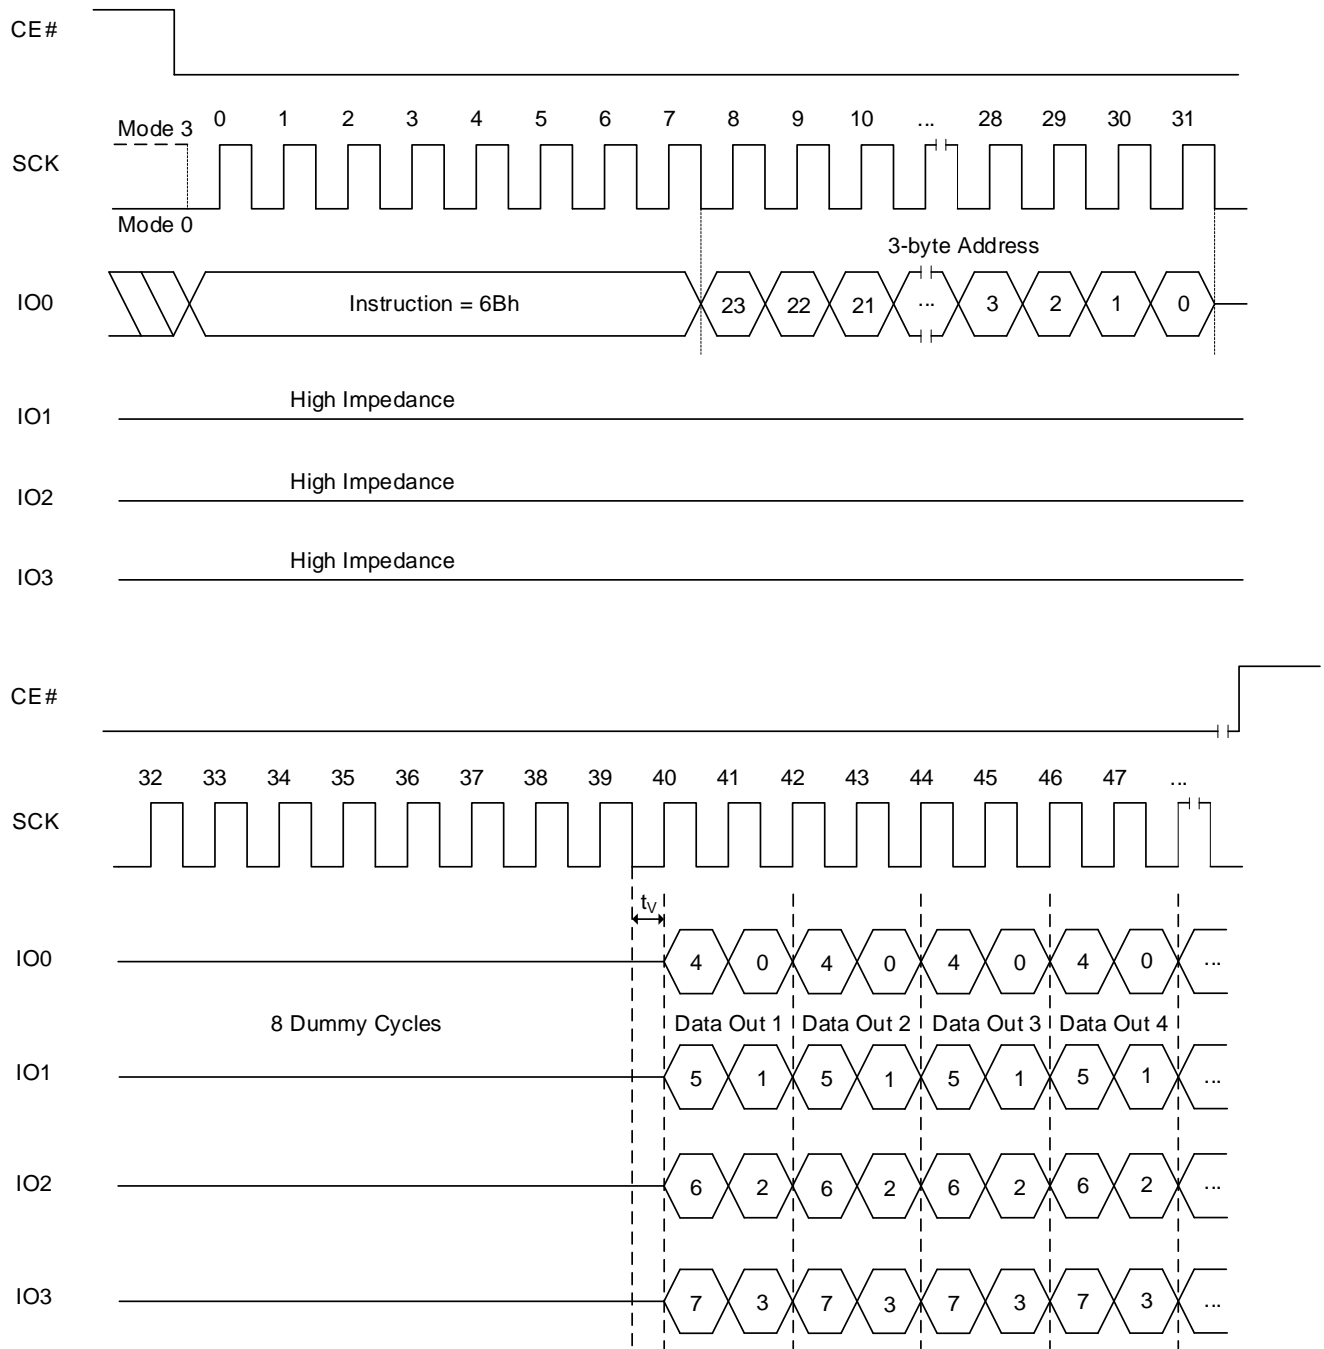 CE#
Mode 3 0 1 2 3 4 5 6 7 8 9 10 ... 28 29 30 31
SCK
Mode 0
3-byte Address
IO0 Instruction = 6Bh 23 22 21 ... 3 2 1 0
High Impedance
IO1
High Impedance
IO2
High Impedance
IO3
CE#
32 33 34 35 36 37 38 39 40 41 42 43 44 45 46 47 ...
SCK
tV
IO0 4 0 4 0 4 0 4 0 ...
8 Dummy Cycles Data Out 1 Data Out 2 Data Out 3 Data Out 4
IO1 5 1 5 1 5 1 5 1 ...
IO2 6 2 6 2 6 2 6 2 ...
IO3 7 3 7 3 7 3 7 3 ...